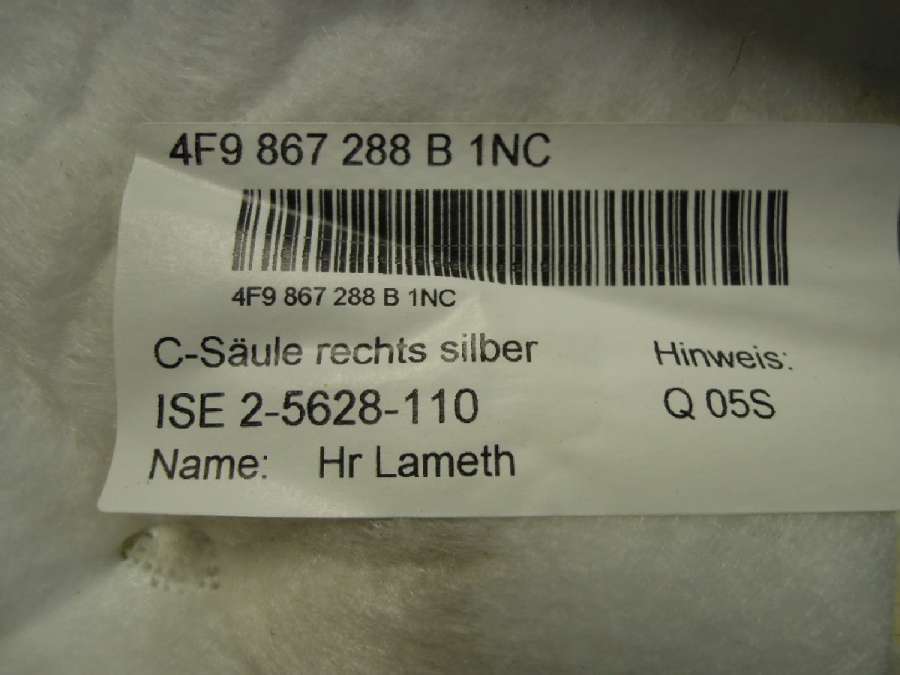 4F9 867 288 B 1NC
4F9 867 288 B 1NC
C-Säule rechts silber Hinweis:
ISE 2-5628-110 Q 05S
Name: Hr Lameth